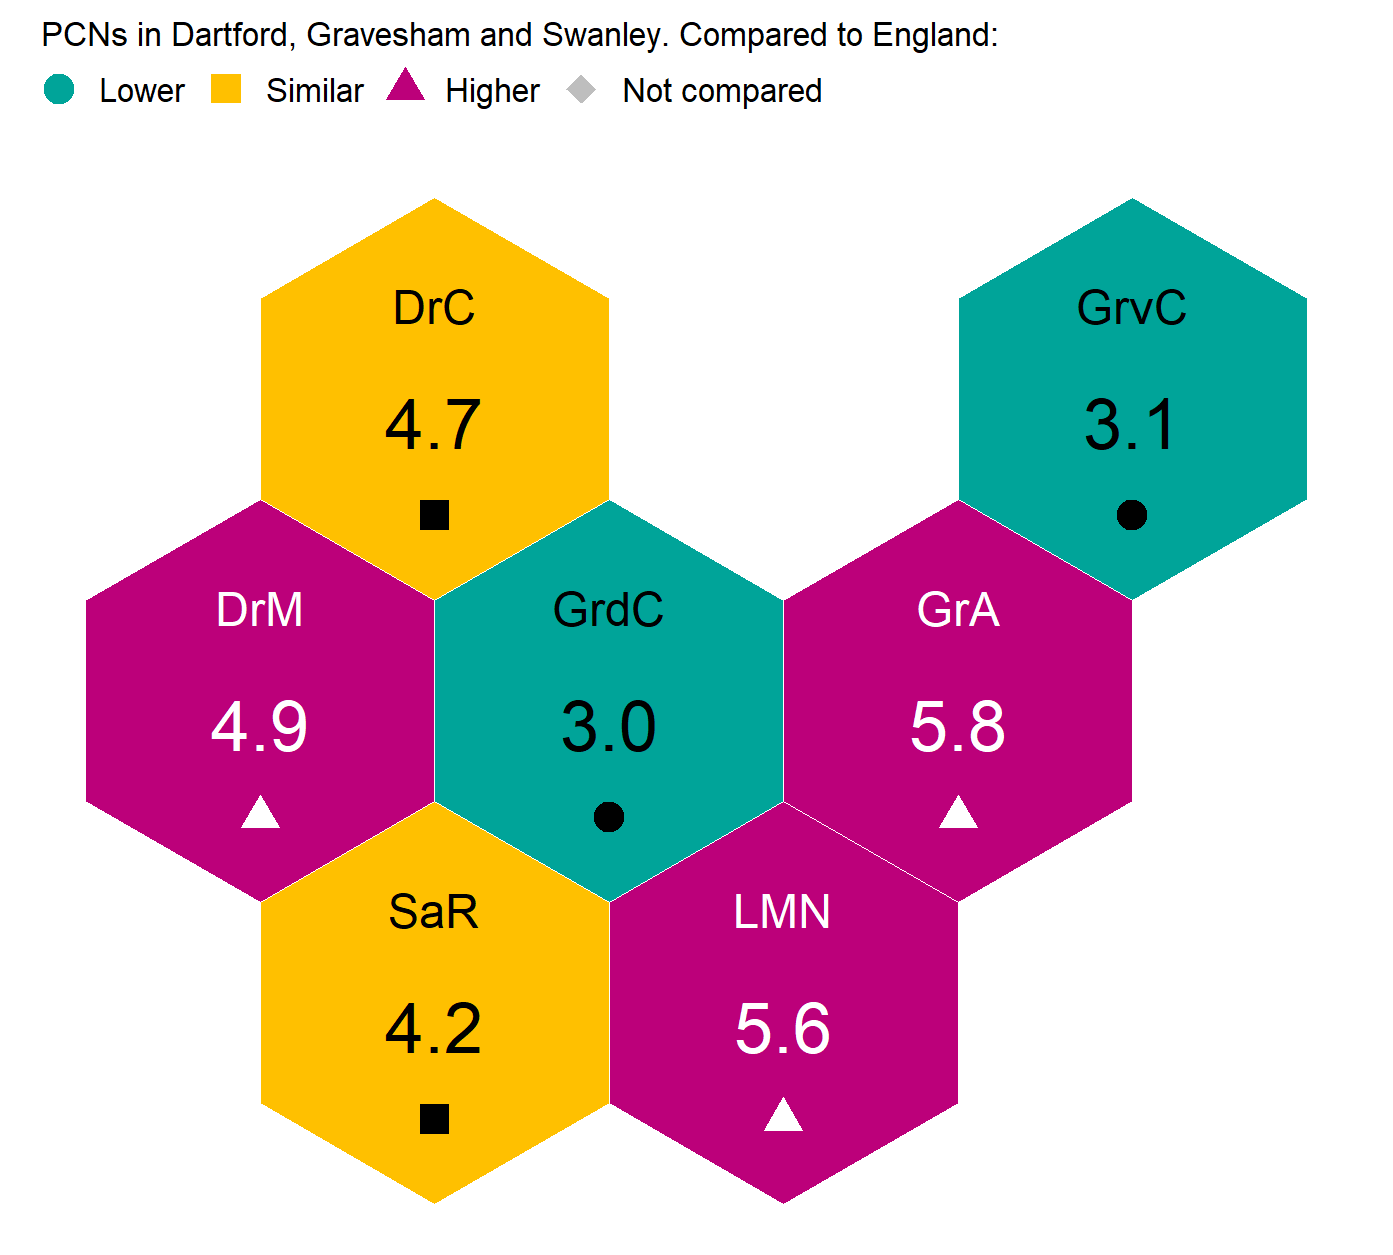 PCNs in Dartford, Gravesham and Swanley. Compared to England:
Lower Similar Higher Not compared
DrC
4.7
GrvC
3.1
DrM
4.9
GrdC
3.0
GrA
5.8
SaR
4.2
LMN
5.6